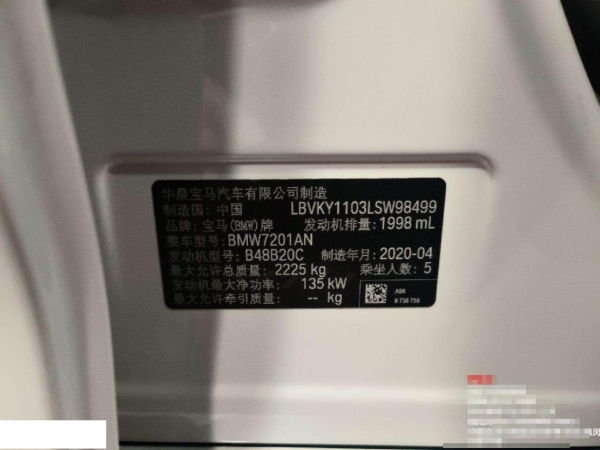 华晨宝马汽车有限公司制造
制造国: 中国 LBVKY1103LSW98499
品牌: 宝马(BMW)牌 发动机排量: 1998 mL
整车型号: BMW7201AN
发动机型号: B48B20C 制造年月: 2020-04
最大允许总质量: 2225 kg 乘坐人数: 5
发动机最大净功率: 135 kW
最大允许牵引质量: -- kg
A86
8 738 756